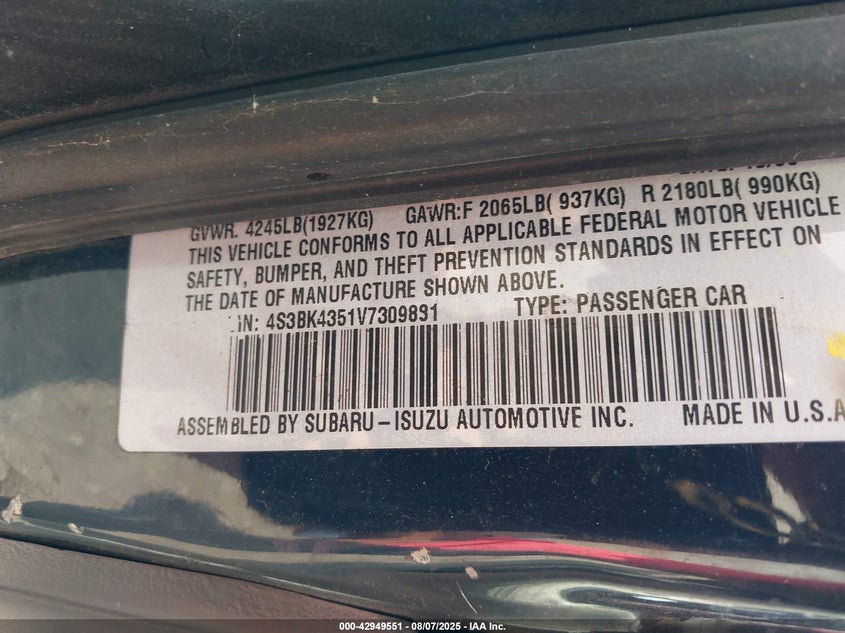 GVWR. 4245LB(1927KG) GAWR:F 2065LB( 937KG) R 2180LB( 990KG)
THIS VEHICLE CONFORMS TO ALL APPLICABLE FEDERAL MOTOR VEHICLE
SAFETY, BUMPER, AND THEFT PREVENTION STANDARDS IN EFFECT ON
THE DATE OF MANUFACTURE SHOWN ABOVE.
IN: 4S3BK4351V7309891 TYPE: PASSENGER CAR
ASSEMBLED BY SUBARU-ISUZU AUTOMOTIVE INC. MADE IN U.S.A
000-42949551 - 08/07/2025 - IAA Inc.